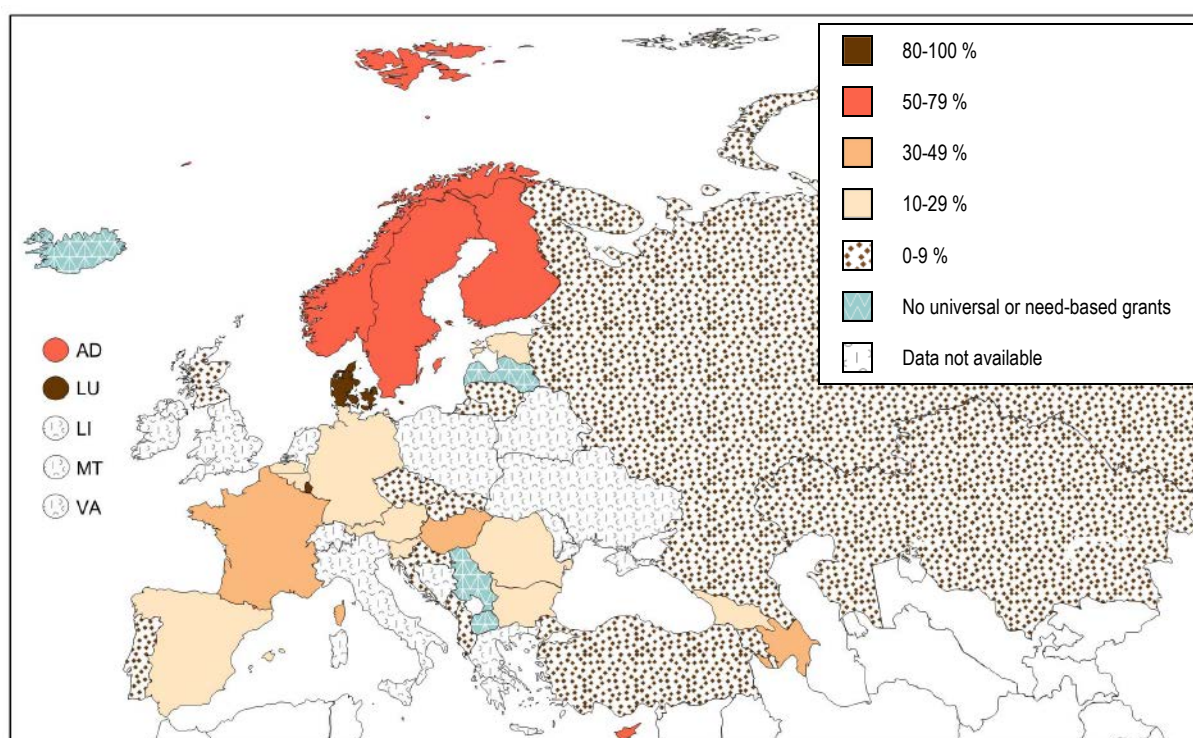 80-100 %
50-79 %
30-49 %
10-29 %
0-9 %
No universal or need-based grants
Data not available
AD
LU
LI
MT
VA